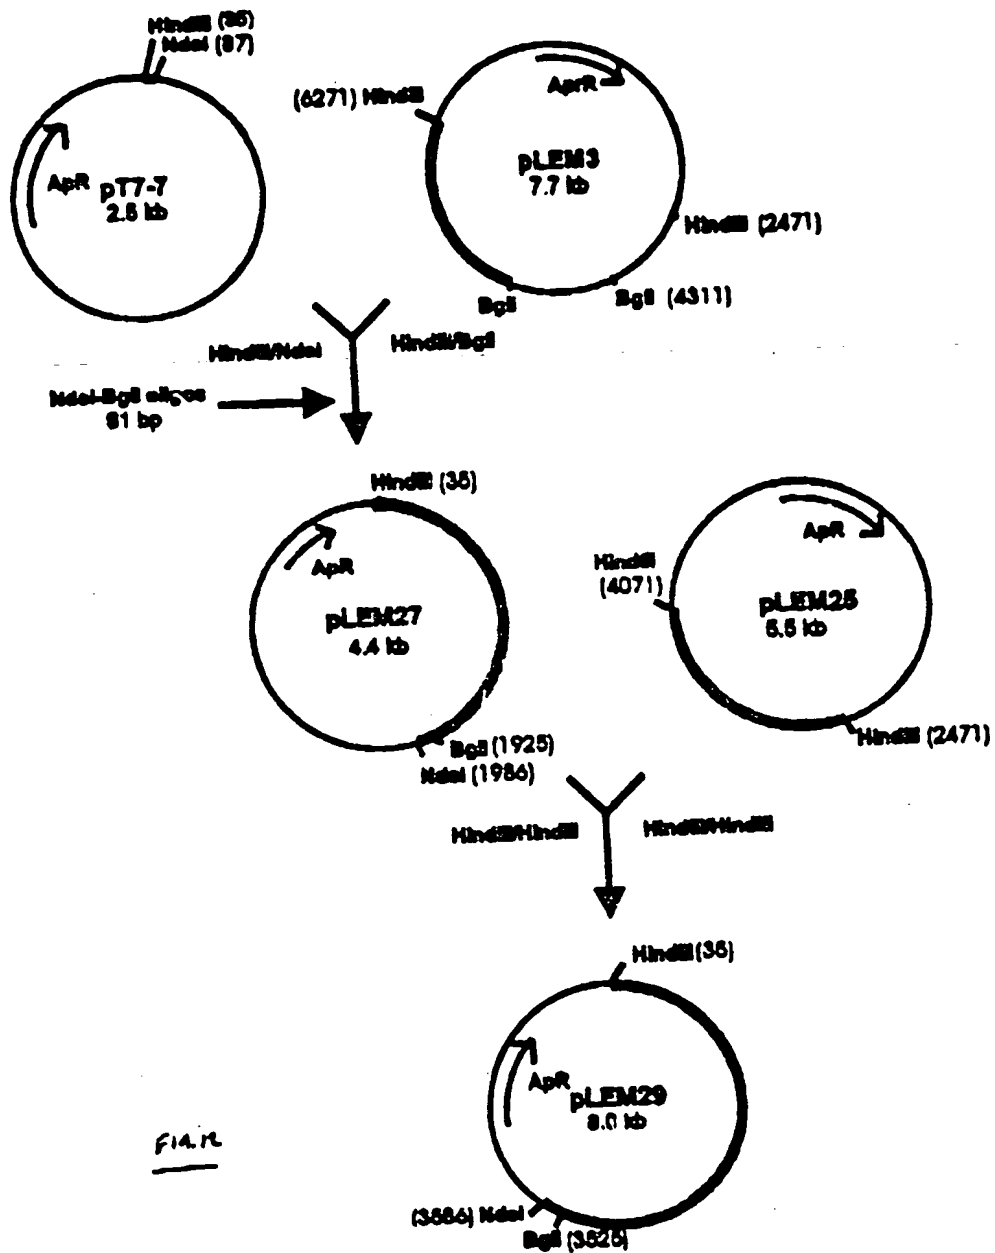 HindIII (35)
NdeI (87)
(6271) HindIII
AprR
ApR
pT7-7
2.5 kb
pLEM3
7.7 kb
HindIII (2471)
BglI
BglI (4311)
HindIII/NdeI
HindIII/BglI
NdeI-BglI oligos
61 bp
HindIII (35)
ApR
pLEM27
4.4 kb
BglI (1925)
NdeI (1986)
ApR
HindIII
(4071)
pLEM25
5.5 kb
HindIII (2471)
HindIII/HindIII
HindIII/HindIII
HindIII (35)
ApR
pLEM29
6.0 kb
(3586) NdeI
BglI (3525)
FIG. 12